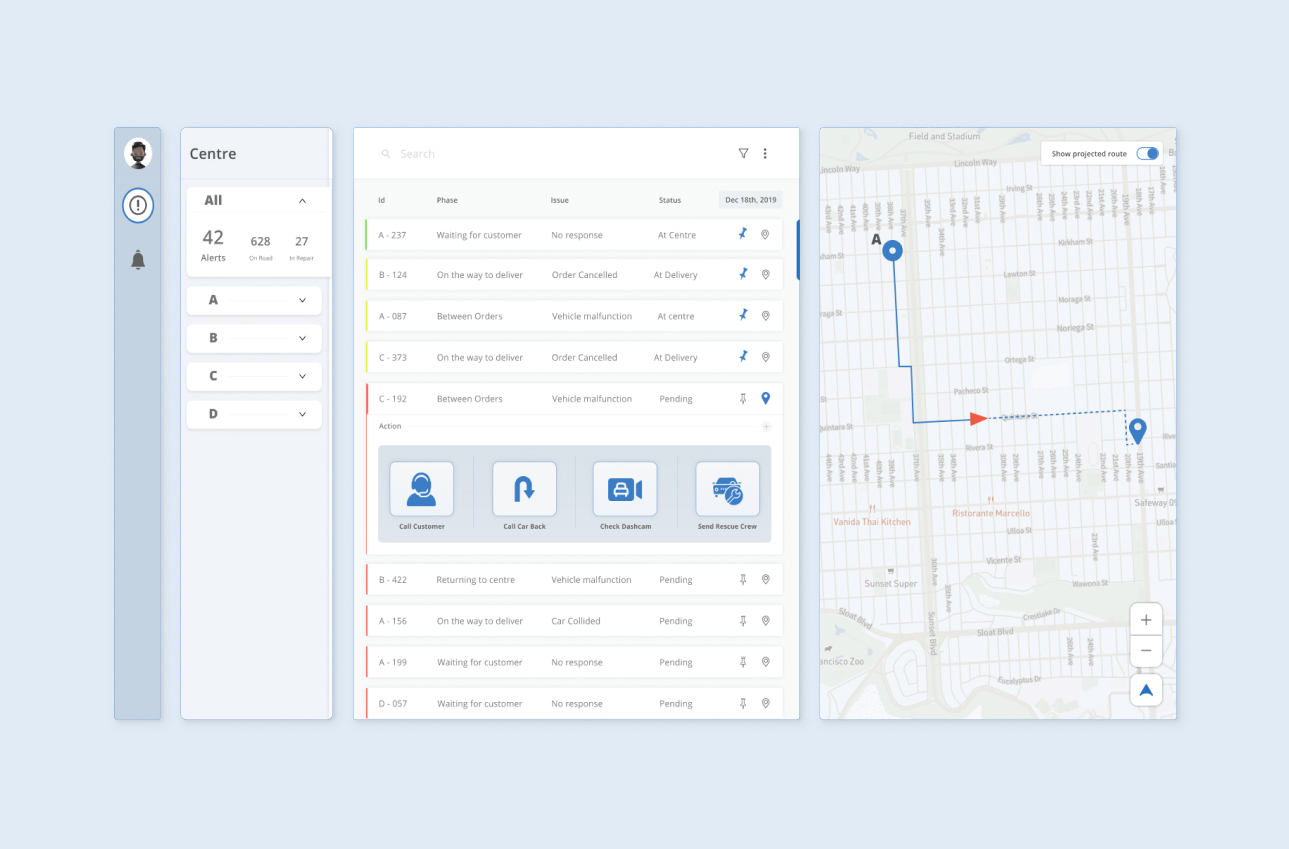 Centre
All
42 628 27
Alerts On Road In Repair
A
B
C
D
Search
Id Phase Issue Status Dec 18th, 2019
A - 237 Waiting for customer No response At Centre
B - 124 On the way to deliver Order Cancelled At Delivery
A - 087 Between Orders Vehicle malfunction At centre
C - 373 On the way to deliver Order Cancelled At Delivery
C - 192 Between Orders Vehicle malfunction Pending
Action
Call Customer Call Car Back Check Dashcam Send Rescue Crew
B - 422 Returning to centre Vehicle malfunction Pending
A - 156 On the way to deliver Car Collided Pending
A - 199 Waiting for customer No response Pending
D - 057 Waiting for customer No response Pending
Field and Stadium
Show projected route
Lincoln Way
Irving St
A
Kirkham St
Lawton St
Moraga St
Noriega St
Ortega St
Pacheco St
Quintara St
Rivera St
Vanida Thai Kitchen
Ristorante Marcello
Ulloa St
Vicente St
Sunset Super
Wawona St
Crestlake Dr
Sloat Blvd
Sloat Blvd
Sunset Blvd
Eucalyptus Dr